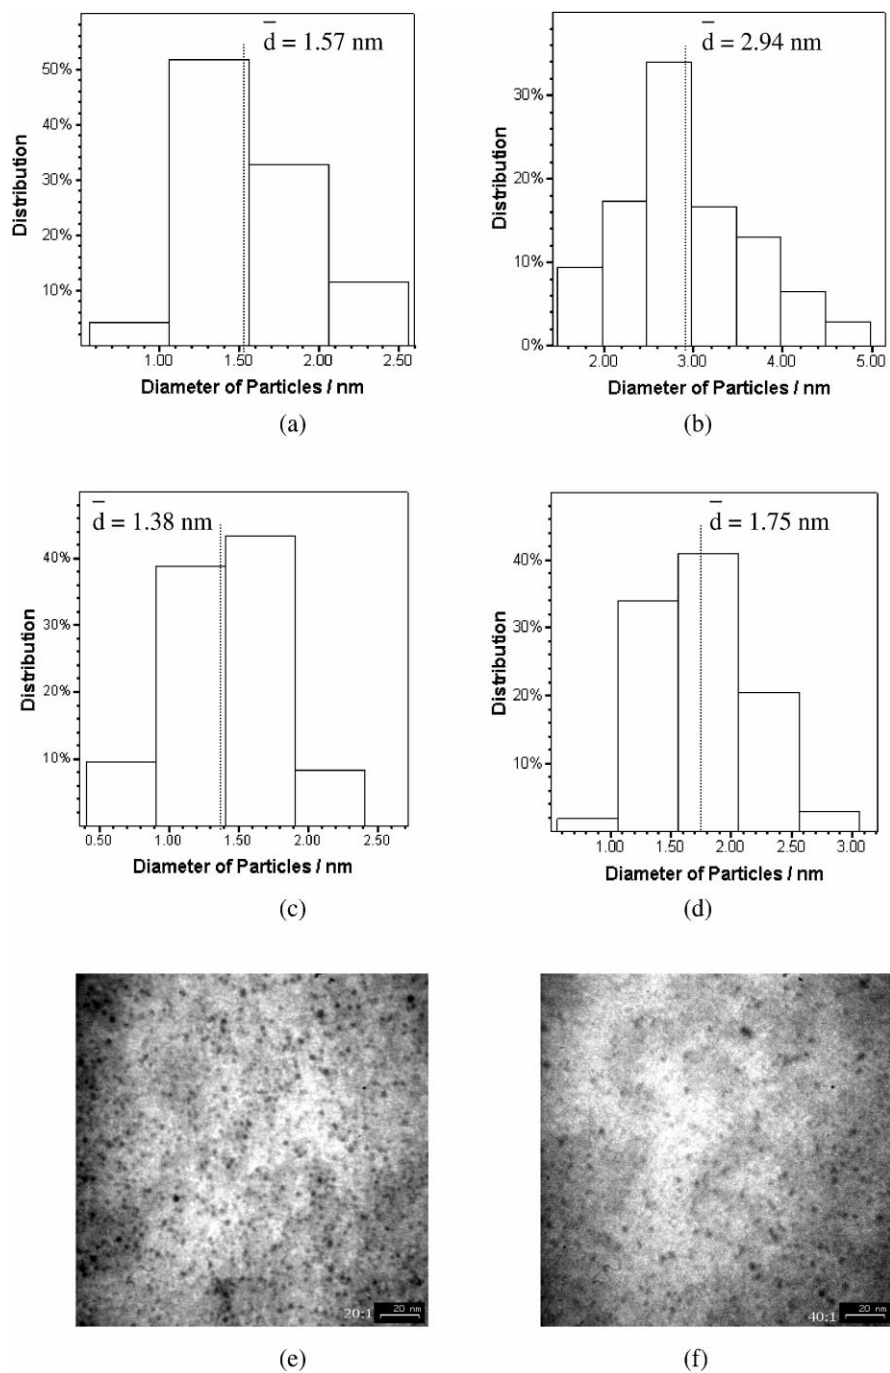 d̄ = 1.57 nm
50%
40%
30%
20%
10%
Distribution
1.00 1.50 2.00 2.50
Diameter of Particles / nm
(a)
d̄ = 2.94 nm
30%
20%
10%
0%
Distribution
2.00 3.00 4.00 5.00
Diameter of Particles / nm
(b)
d̄ = 1.38 nm
40%
30%
20%
10%
Distribution
0.50 1.00 1.50 2.00 2.50
Diameter of Particles / nm
(c)
d̄ = 1.75 nm
40%
30%
20%
10%
Distribution
1.00 1.50 2.00 2.50 3.00
Diameter of Particles / nm
(d)
20:1 20 nm
(e)
40:1 20 nm
(f)